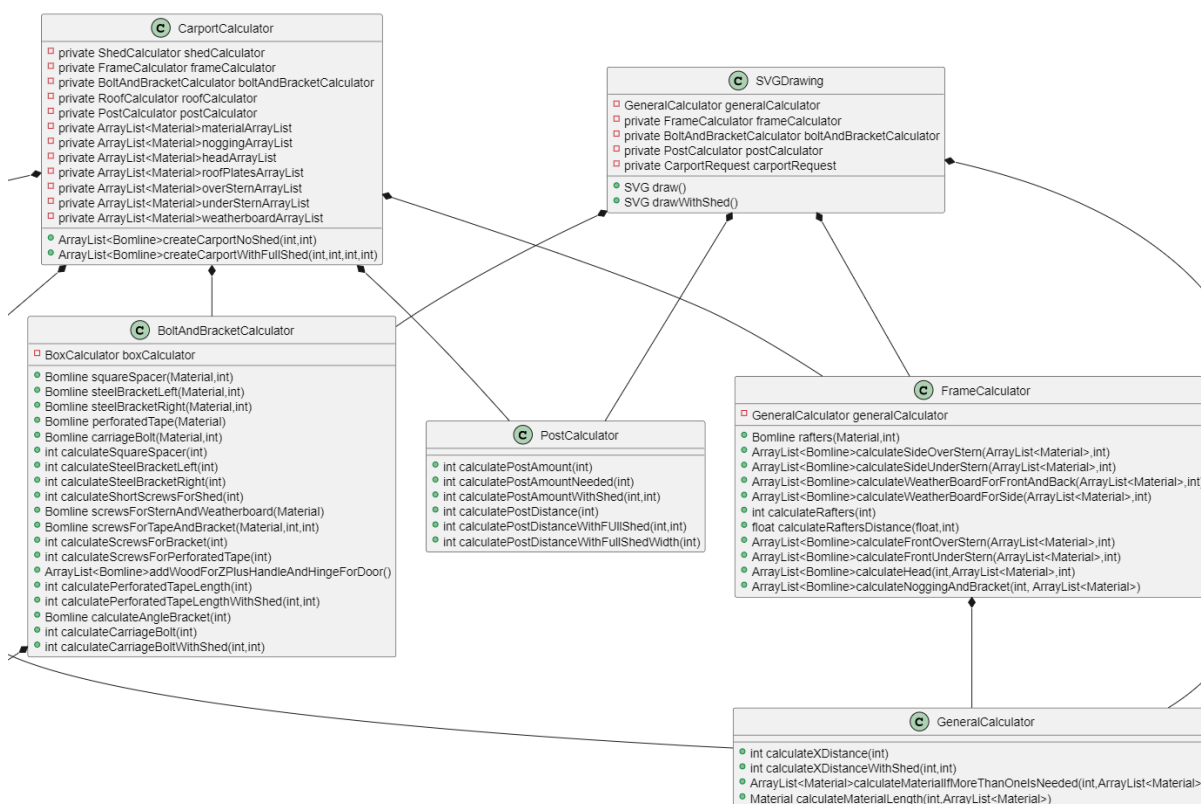 C CarportCalculator
private ShedCalculator shedCalculator
private FrameCalculator frameCalculator
private BoltAndBracketCalculator boltAndBracketCalculator
private RoofCalculator roofCalculator
private PostCalculator postCalculator
private ArrayList<Material>materialArrayList
private ArrayList<Material>noggingArrayList
private ArrayList<Material>headArrayList
private ArrayList<Material>roofPlatesArrayList
private ArrayList<Material>overSternArrayList
private ArrayList<Material>underSternArrayList
private ArrayList<Material>weatherboardArrayList
ArrayList<Bomline>createCarportNoShed(int,int)
ArrayList<Bomline>createCarportWithFullShed(int,int,int,int)
C SVGDrawing
GeneralCalculator generalCalculator
private FrameCalculator frameCalculator
private BoltAndBracketCalculator boltAndBracketCalculator
private PostCalculator postCalculator
private CarportRequest carportRequest
SVG draw()
SVG drawWithShed()
C BoltAndBracketCalculator
BoxCalculator boxCalculator
Bomline squareSpacer(Material,int)
Bomline steelBracketLeft(Material,int)
Bomline steelBracketRight(Material,int)
Bomline perforatedTape(Material)
Bomline carriageBolt(Material,int)
int calculateSquareSpacer(int)
int calculateSteelBracketLeft(int)
int calculateSteelBracketRight(int)
int calculateShortScrewsForShed(int)
Bomline screwsForSternAndWeatherboard(Material)
Bomline screwsForTapeAndBracket(Material,int,int)
int calculateScrewsForBracket(int)
int calculateScrewsForPerforatedTape(int)
ArrayList<Bomline>addWoodForZPlusHandleAndHingeForDoor()
int calculatePerforatedTapeLength(int)
int calculatePerforatedTapeLengthWithShed(int,int)
Bomline calculateAngleBracket(int)
int calculateCarriageBolt(int)
int calculateCarriageBoltWithShed(int,int)
C PostCalculator
int calculatePostAmount(int)
int calculatePostAmountNeeded(int)
int calculatePostAmountWithShed(int,int)
int calculatePostDistance(int)
int calculatePostDistanceWithFUllShed(int,int)
int calculatePostDistanceWithFullShedWidth(int)
C FrameCalculator
GeneralCalculator generalCalculator
Bomline rafters(Material,int)
ArrayList<Bomline>calculateSideOverStern(ArrayList<Material>,int)
ArrayList<Bomline>calculateSideUnderStern(ArrayList<Material>,int)
ArrayList<Bomline>calculateWeatherBoardForFrontAndBack(ArrayList<Material>,int)
ArrayList<Bomline>calculateWeatherBoardForSide(ArrayList<Material>,int)
int calculateRafters(int)
float calculateRaftersDistance(float,int)
ArrayList<Bomline>calculateFrontOverStern(ArrayList<Material>,int)
ArrayList<Bomline>calculateFrontUnderStern(ArrayList<Material>,int)
ArrayList<Bomline>calculateHead(int,ArrayList<Material>,int)
ArrayList<Bomline>calculateNoggingAndBracket(int, ArrayList<Material>)
C GeneralCalculator
int calculateXDistance(int)
int calculateXDistanceWithShed(int,int)
ArrayList<Material>calculateMaterialIfMoreThanOneIsNeeded(int,ArrayList<Material>
Material calculateMaterialLength(int,ArrayList<Material>)